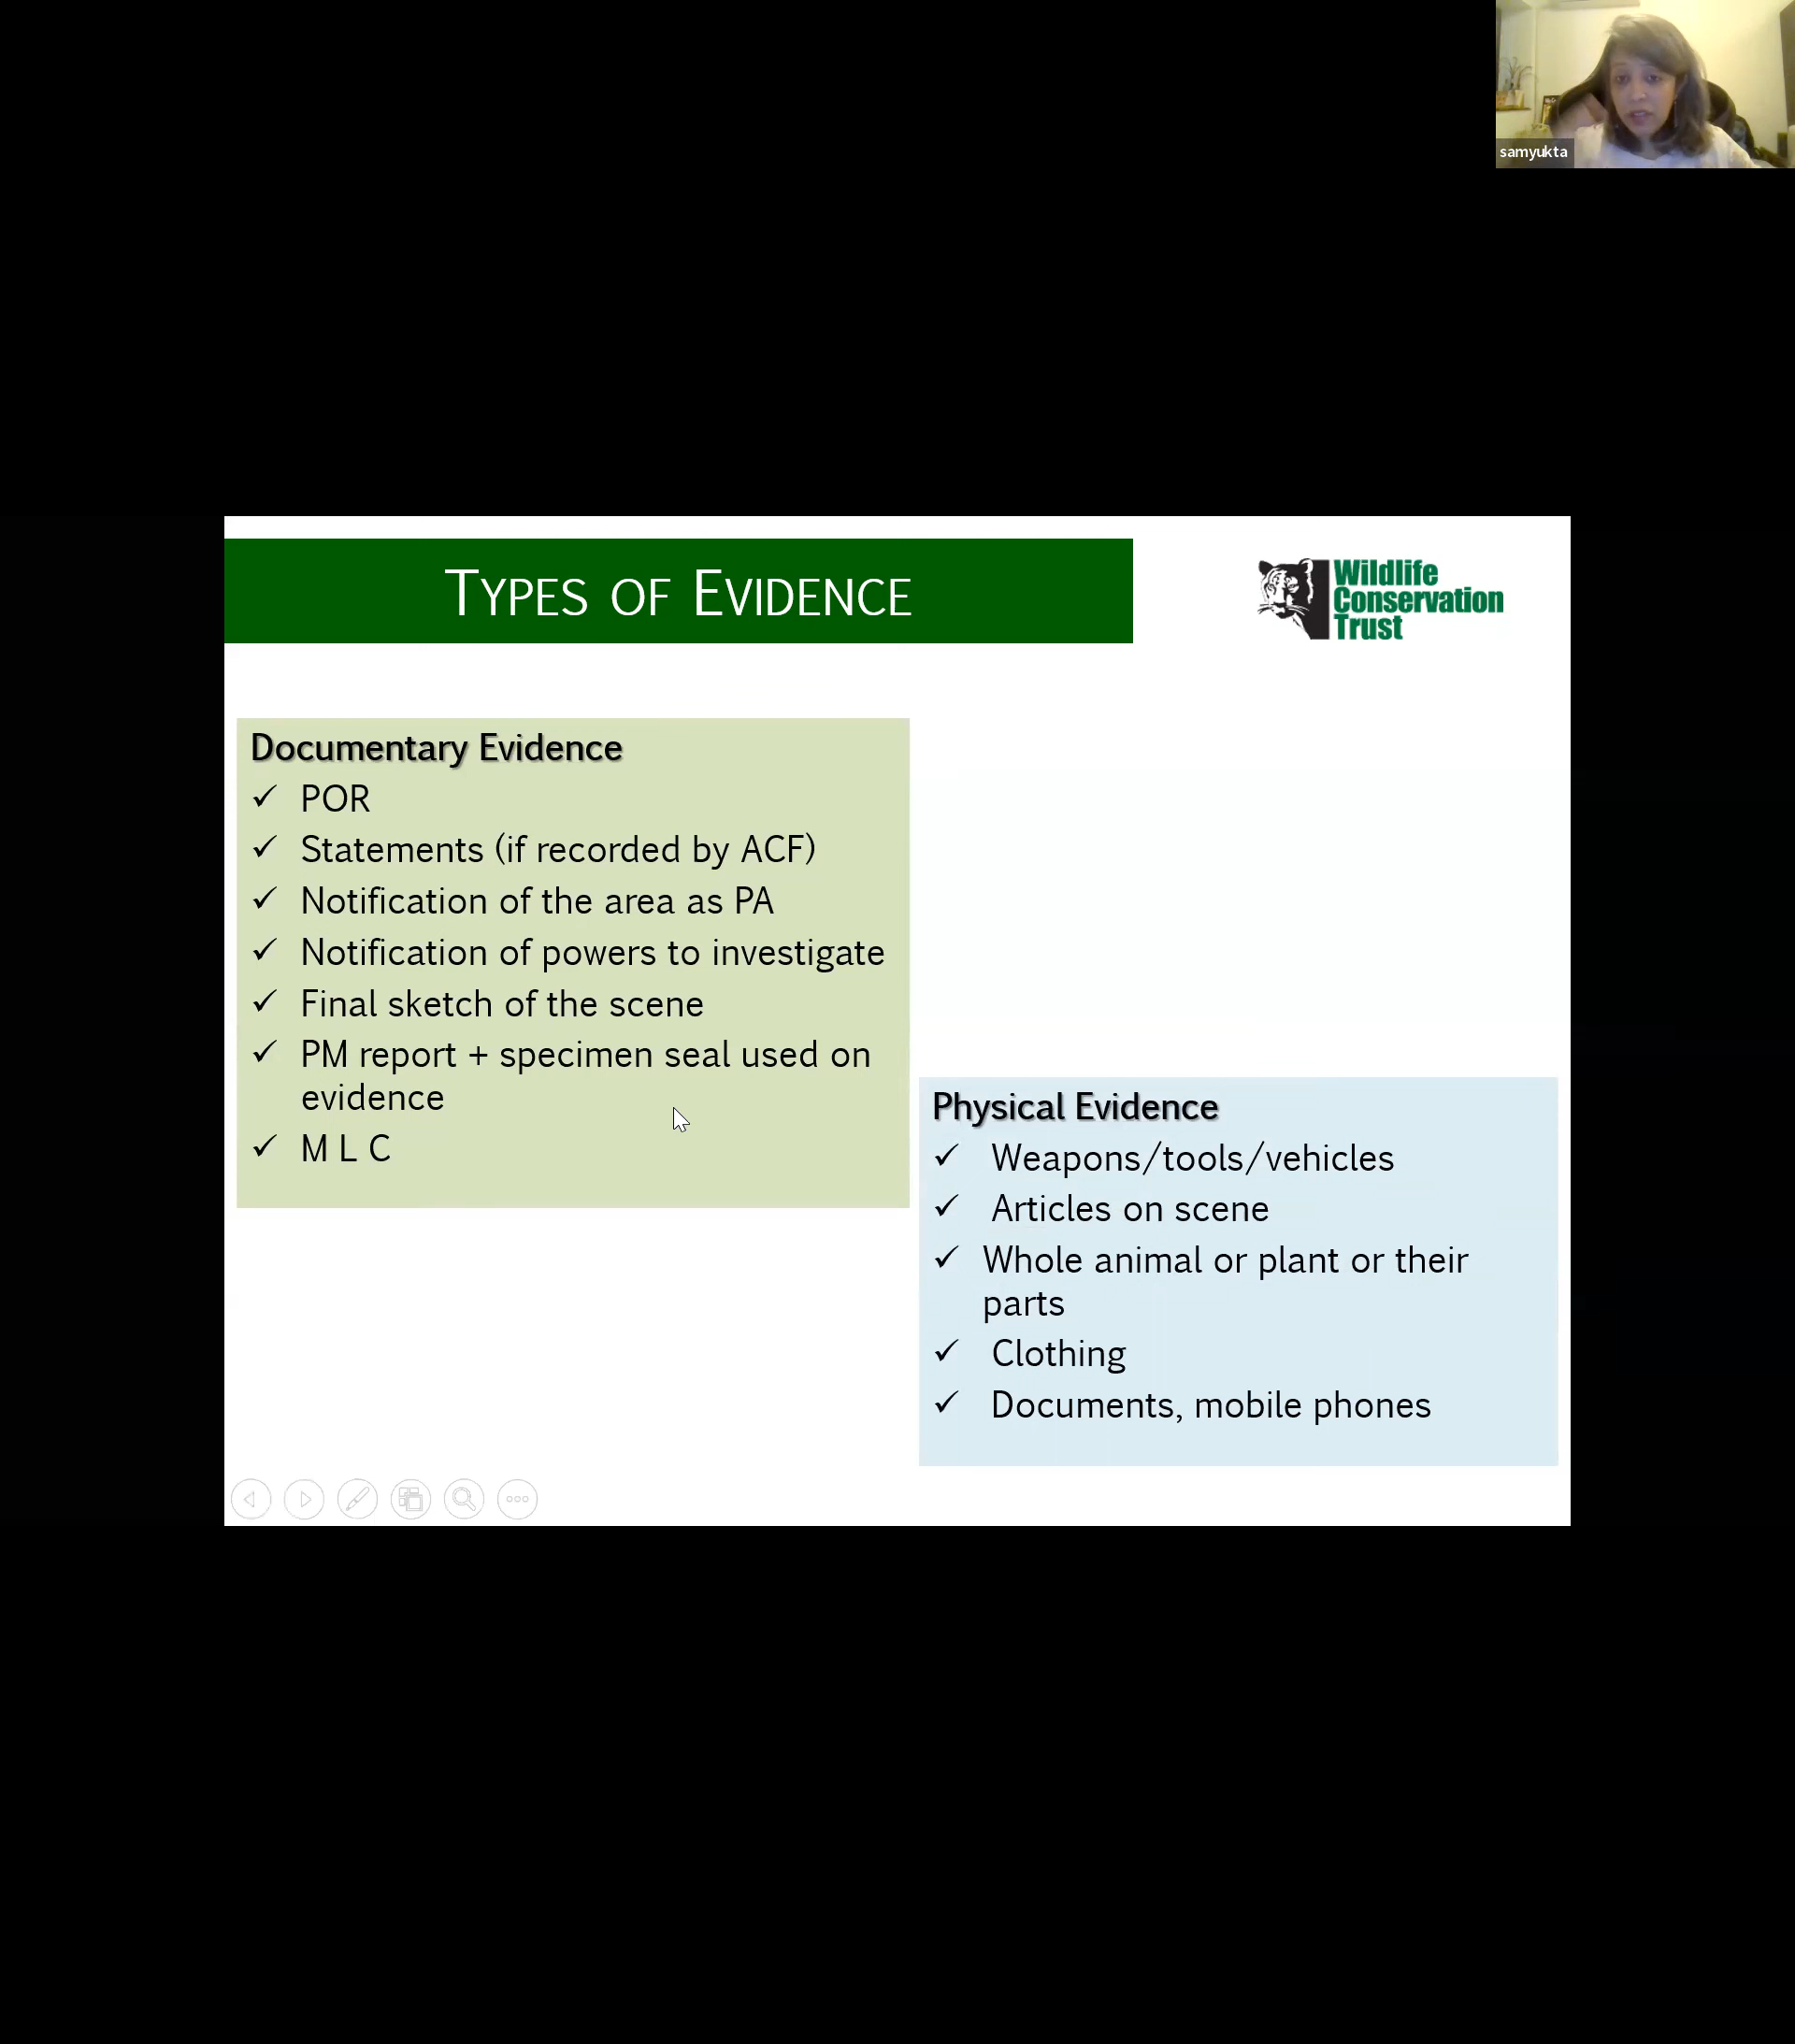 samyukta
TYPES OF EVIDENCE
Wildlife
Conservation
Trust
Documentary Evidence
✓ POR
✓ Statements (if recorded by ACF)
✓ Notification of the area as PA
✓ Notification of powers to investigate
✓ Final sketch of the scene
✓ PM report + specimen seal used on
evidence
✓ M L C
Physical Evidence
✓ Weapons/tools/vehicles
✓ Articles on scene
✓ Whole animal or plant or their
parts
✓ Clothing
✓ Documents, mobile phones